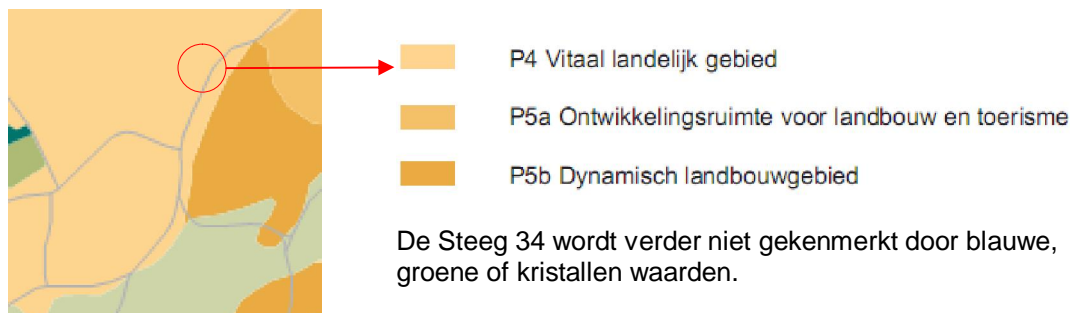 P4 Vitaal landelijk gebied
P5a Ontwikkelingsruimte voor landbouw en toerisme
P5b Dynamisch landbouwgebied
De Steeg 34 wordt verder niet gekenmerkt door blauwe,
groene of kristallen waarden.